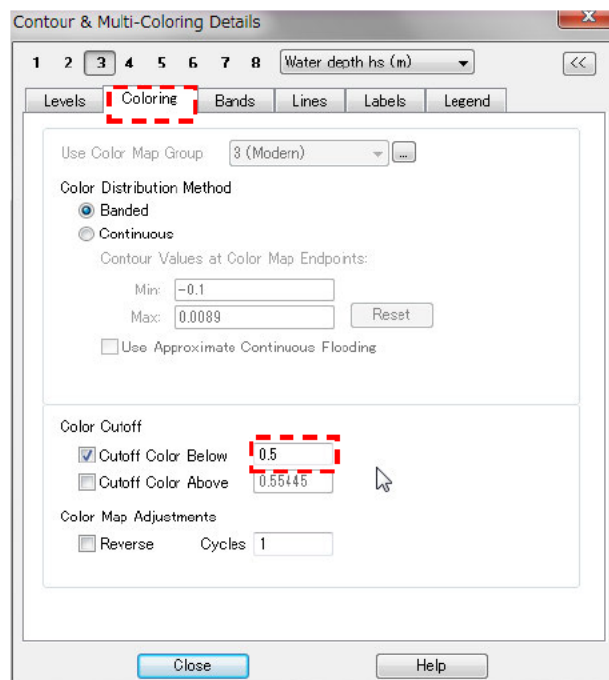 Contour & Multi-Coloring Details
1 2 3 4 5 6 7 8 Water depth hs (m)
Levels Coloring Bands Lines Labels Legend
Use Color Map Group 3 (Modern) ...
Color Distribution Method
Banded
Continuous
Contour Values at Color Map Endpoints:
Min: -0.1
Max: 0.0089 Reset
Use Approximate Continuous Flooding
Color Cutoff
Cutoff Color Below 0.5
Cutoff Color Above 0.55445
Color Map Adjustments
Reverse Cycles 1
Close Help